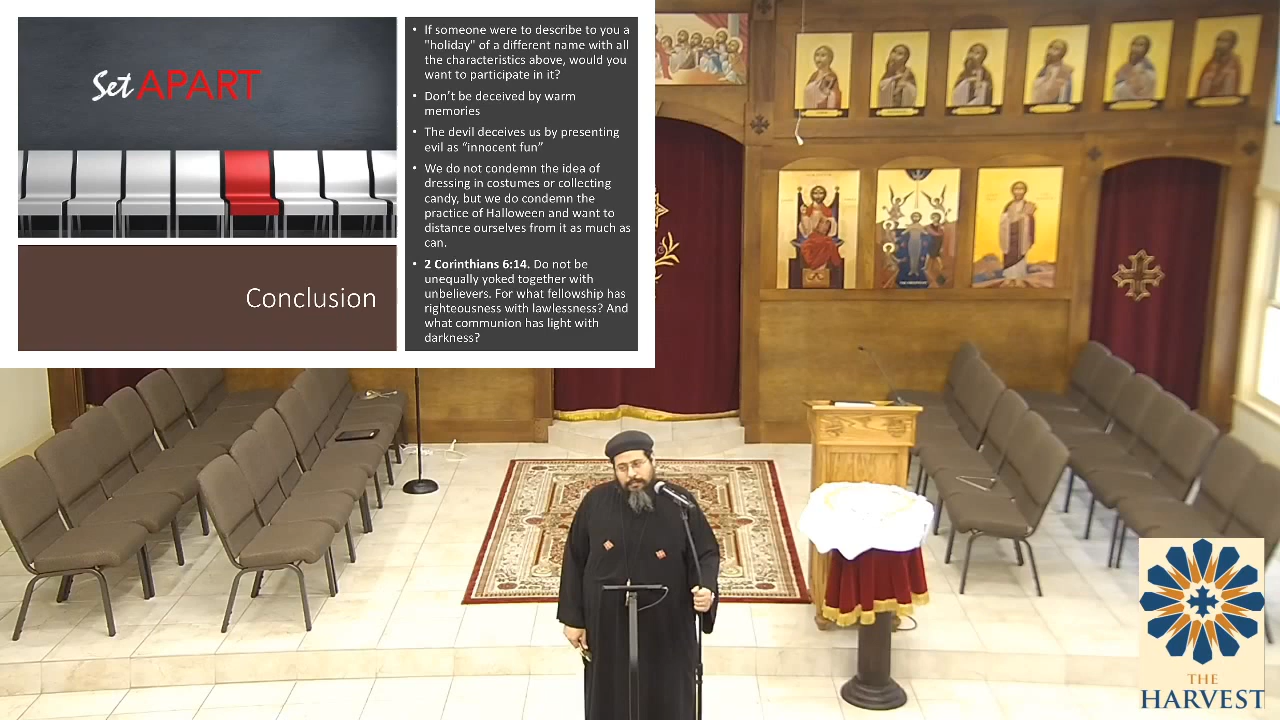 Set APART
Conclusion
• If someone were to describe to you a
"holiday" of a different name with all
the characteristics above, would you
want to participate in it?
• Don't be deceived by warm
memories
• The devil deceives us by presenting
evil as “innocent fun”
• We do not condemn the idea of
dressing in costumes or collecting
candy, but we do condemn the
practice of Halloween and want to
distance ourselves from it as much as
can.
• 2 Corinthians 6:14. Do not be
unequally yoked together with
unbelievers. For what fellowship has
righteousness with lawlessness? And
what communion has light with
darkness?
THE
HARVEST